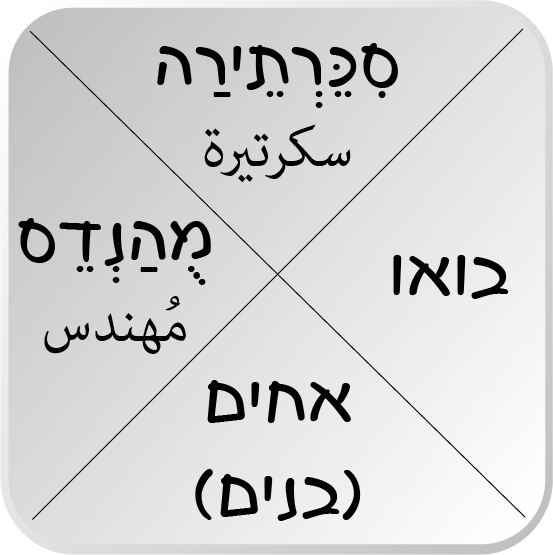 סִכֵּרְתֵירַה
سكرتيرة
בואו
מֻהַנְדֵס
مُهندس
אחים
(בנים)